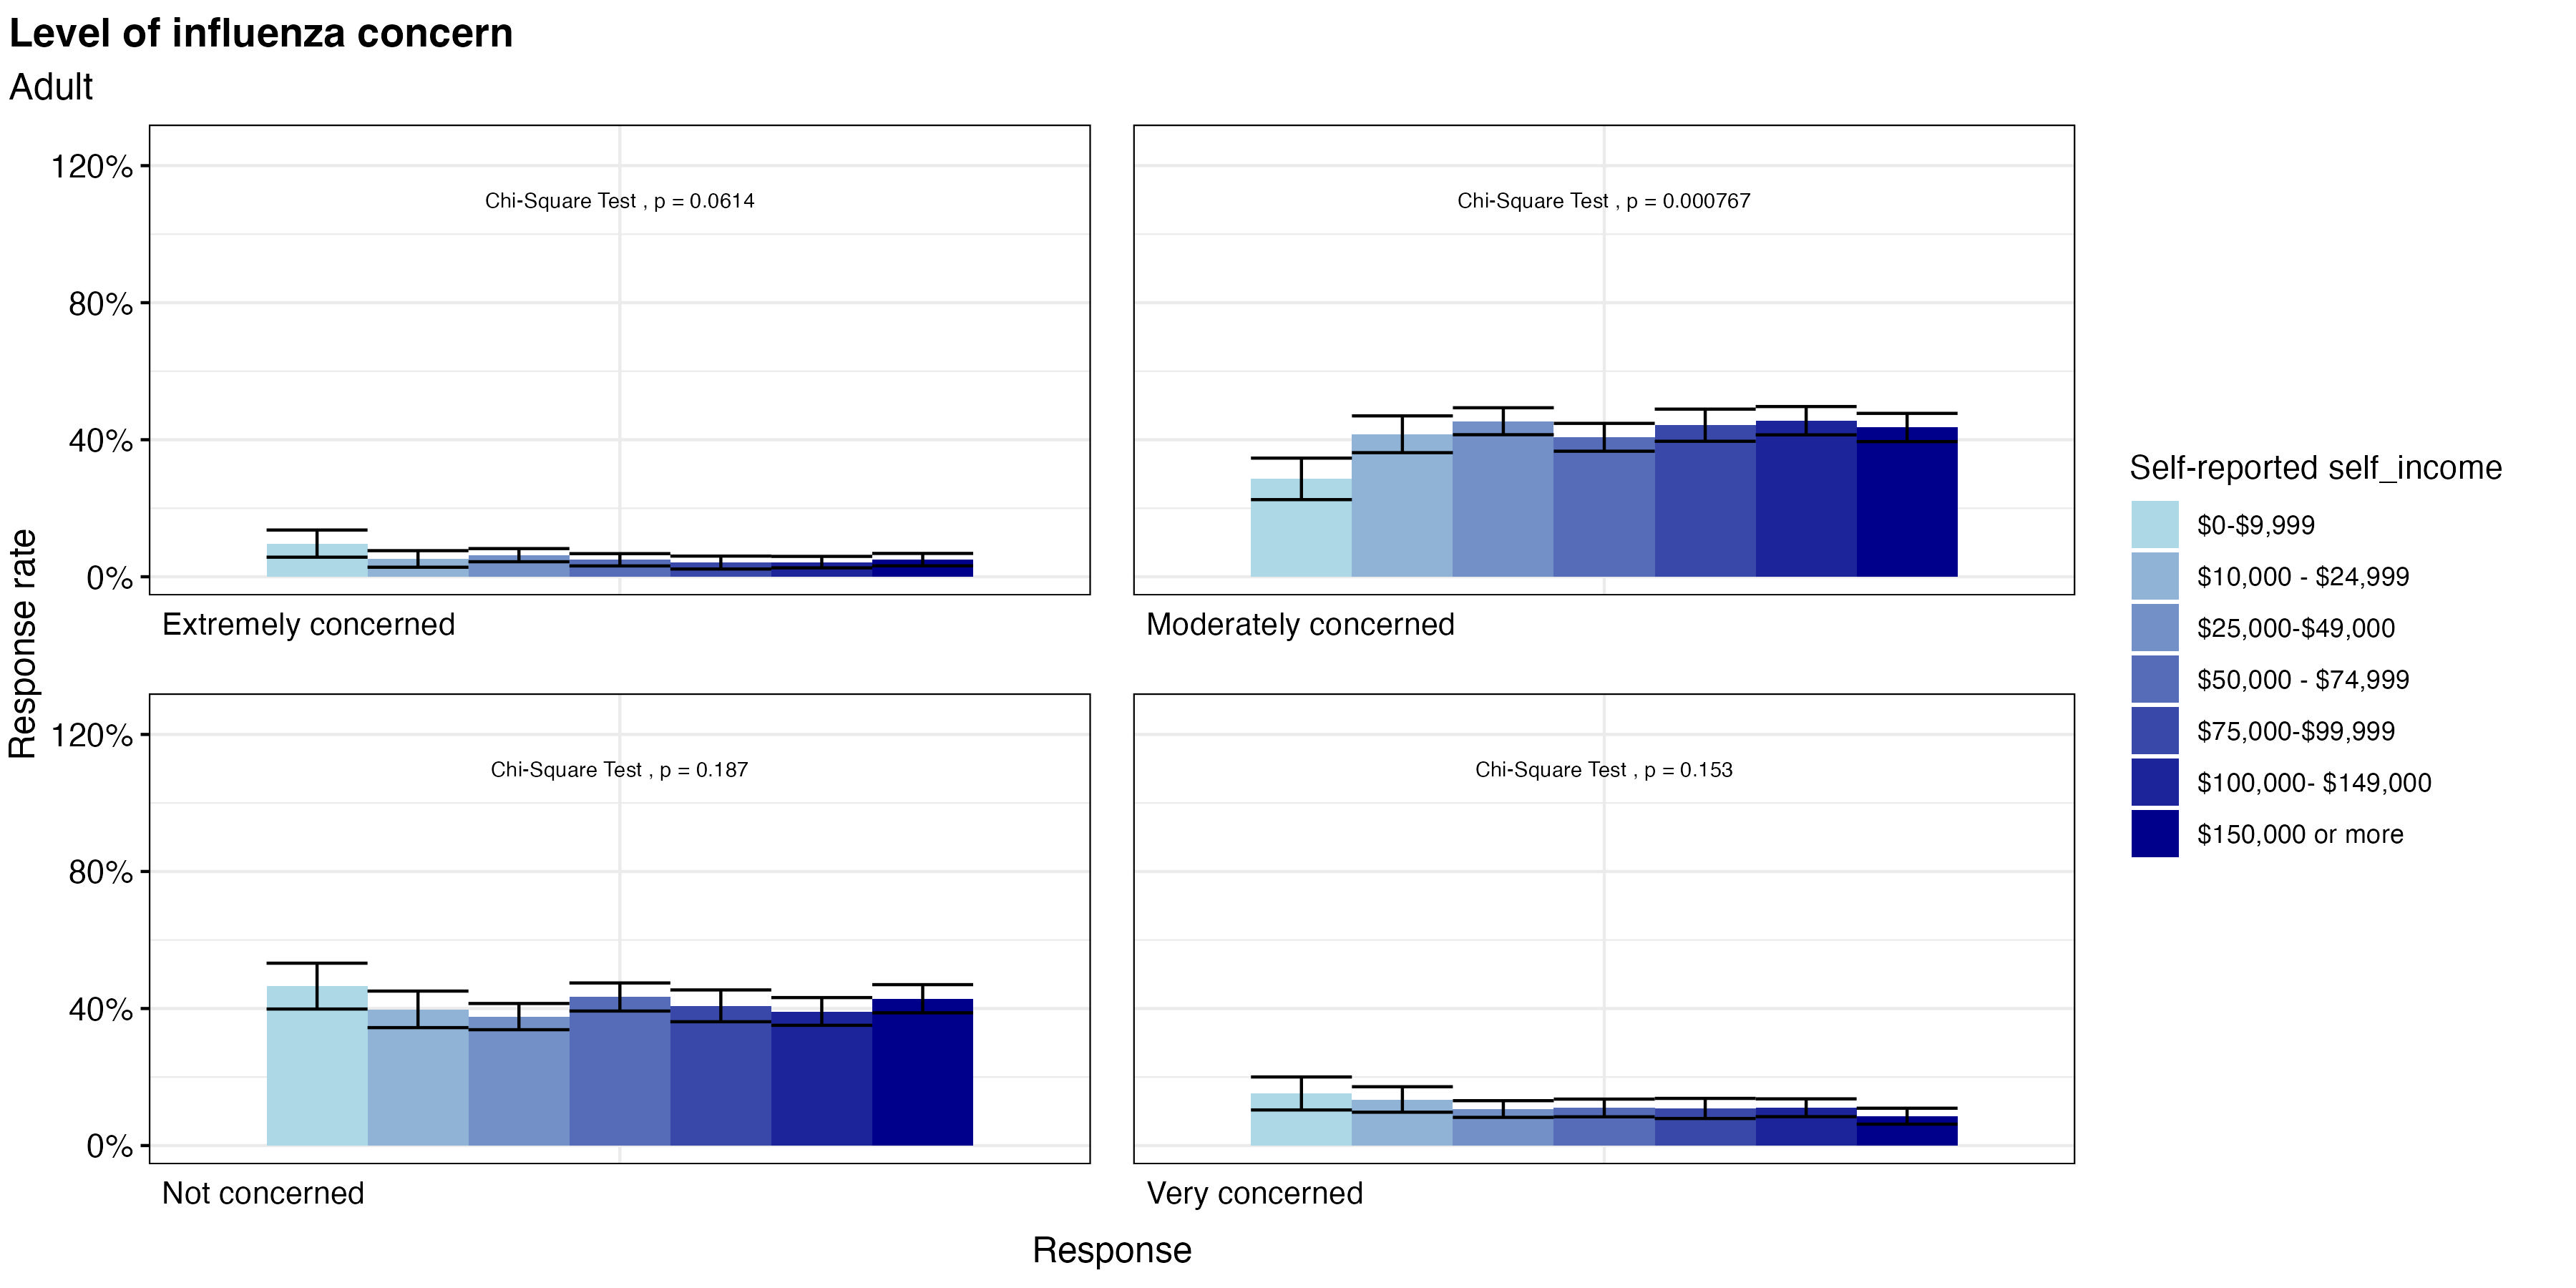 Level of influenza concern
Adult
Response rate
120%
80%
40%
0%
Chi-Square Test , p = 0.0614
Extremely concerned
Chi-Square Test , p = 0.000767
Moderately concerned
120%
80%
40%
0%
Chi-Square Test , p = 0.187
Not concerned
Chi-Square Test , p = 0.153
Very concerned
Response
Self-reported self_income
$0-$9,999
$10,000 - $24,999
$25,000-$49,000
$50,000 - $74,999
$75,000-$99,999
$100,000- $149,000
$150,000 or more